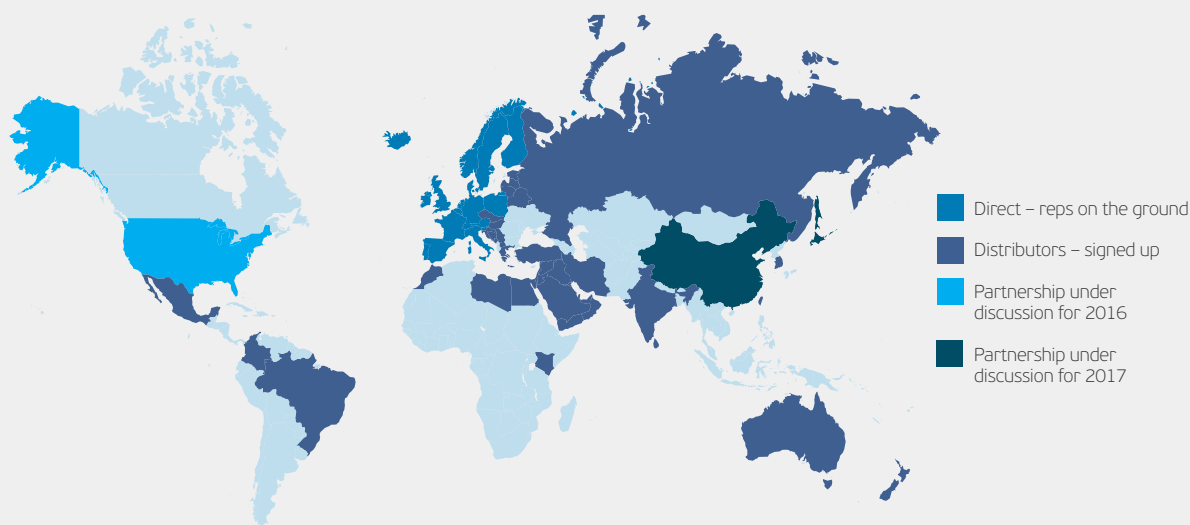 Direct – reps on the ground
Distributors – signed up
Partnership under
discussion for 2016
Partnership under
discussion for 2017